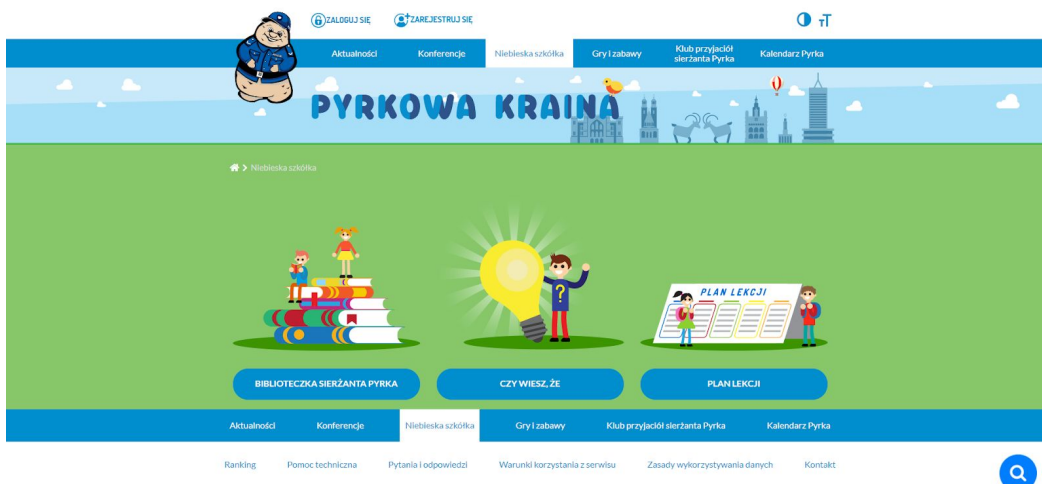 ZALOGUJ SIĘ
ZAREJESTRUJ SIĘ
Aktualności
Konferencje
Niebieska szkółka
Gry i zabawy
Klub przyjaciół
sierżanta Pyrka
Kalendarz Pyrka
PYRKOWA KRAINA
Niebieska szkółka
?
PLAN LEKCJI
BIBLIOTECZKA SIERŻANTA PYRKA
CZY WIESZ, ŻE
PLAN LEKCJI
Aktualności
Konferencje
Niebieska szkółka
Gry i zabawy
Klub przyjaciół sierżanta Pyrka
Kalendarz Pyrka
Ranking
Pomoc techniczna
Pytania i odpowiedzi
Warunki korzystania z serwisu
Zasady wykorzystywania danych
Kontakt